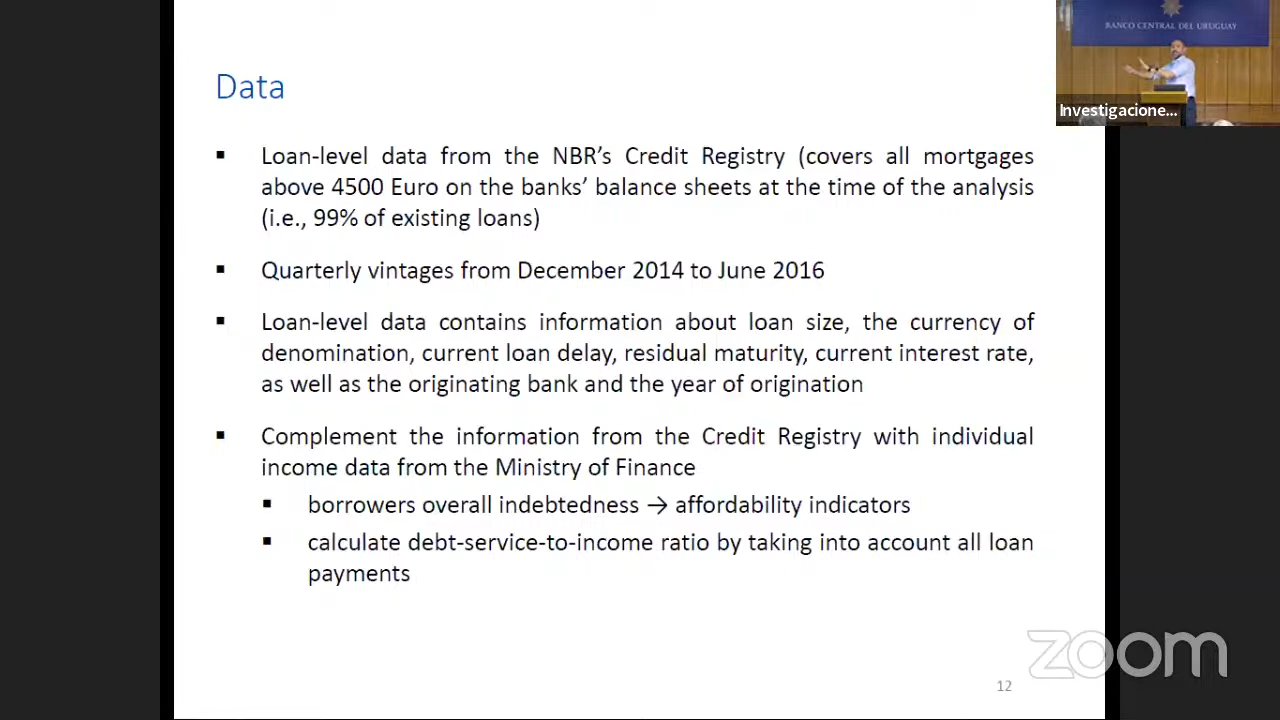 BANCO CENTRAL DEL URUGUAY
Investigacione...
Data
▪ Loan-level data from the NBR’s Credit Registry (covers all mortgages
above 4500 Euro on the banks’ balance sheets at the time of the analysis
(i.e., 99% of existing loans)
▪ Quarterly vintages from December 2014 to June 2016
▪ Loan-level data contains information about loan size, the currency of
denomination, current loan delay, residual maturity, current interest rate,
as well as the originating bank and the year of origination
▪ Complement the information from the Credit Registry with individual
income data from the Ministry of Finance
▪ borrowers overall indebtedness → affordability indicators
▪ calculate debt-service-to-income ratio by taking into account all loan
payments
zoom
12